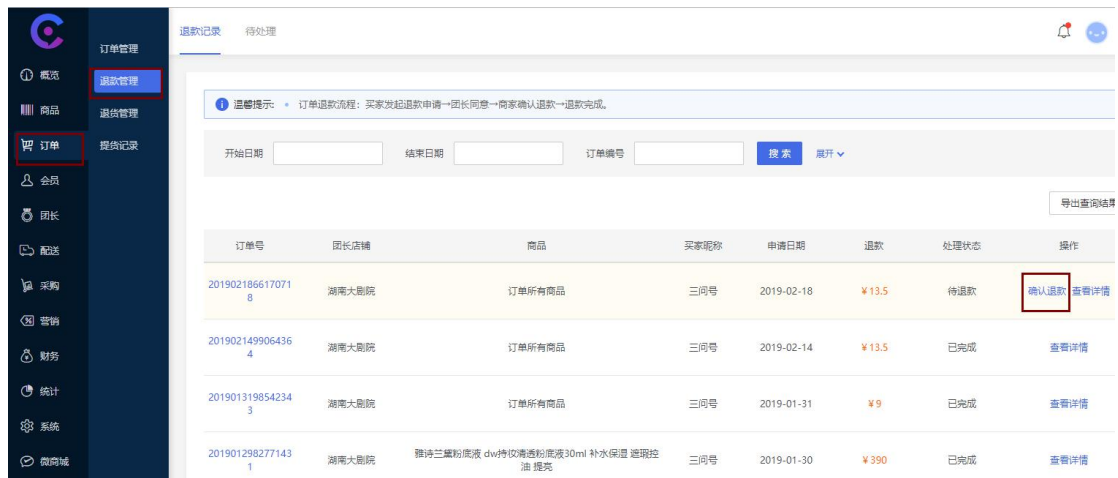 退款记录 待处理
订单管理
概览
退款管理
温馨提示: 订单退款流程：买家发起退款申请→团长同意→商家确认退款→退款完成。
商品
退货管理
订单
提货记录
开始日期 结束日期 订单编号 搜索 展开
会员
导出查询结果
团长
订单号 团长店铺 商品 买家昵称 申请日期 退款 处理状态 操作
配送
采购
201902186617071
8
湖南大剧院 订单所有商品 三问号 2019-02-18 ￥13.5 待退款 确认退款 查看详情
营销
财务
201902149906436
4
湖南大剧院 订单所有商品 三问号 2019-02-14 ￥13.5 已完成 查看详情
统计
201901319854234
3
湖南大剧院 订单所有商品 三问号 2019-01-31 ￥9 已完成 查看详情
系统
微商城
201901298277143
1
湖南大剧院
雅诗兰黛粉底液 dw持妆清透粉底液30ml 补水保湿 遮瑕控
油 提亮
三问号 2019-01-30 ￥390 已完成 查看详情